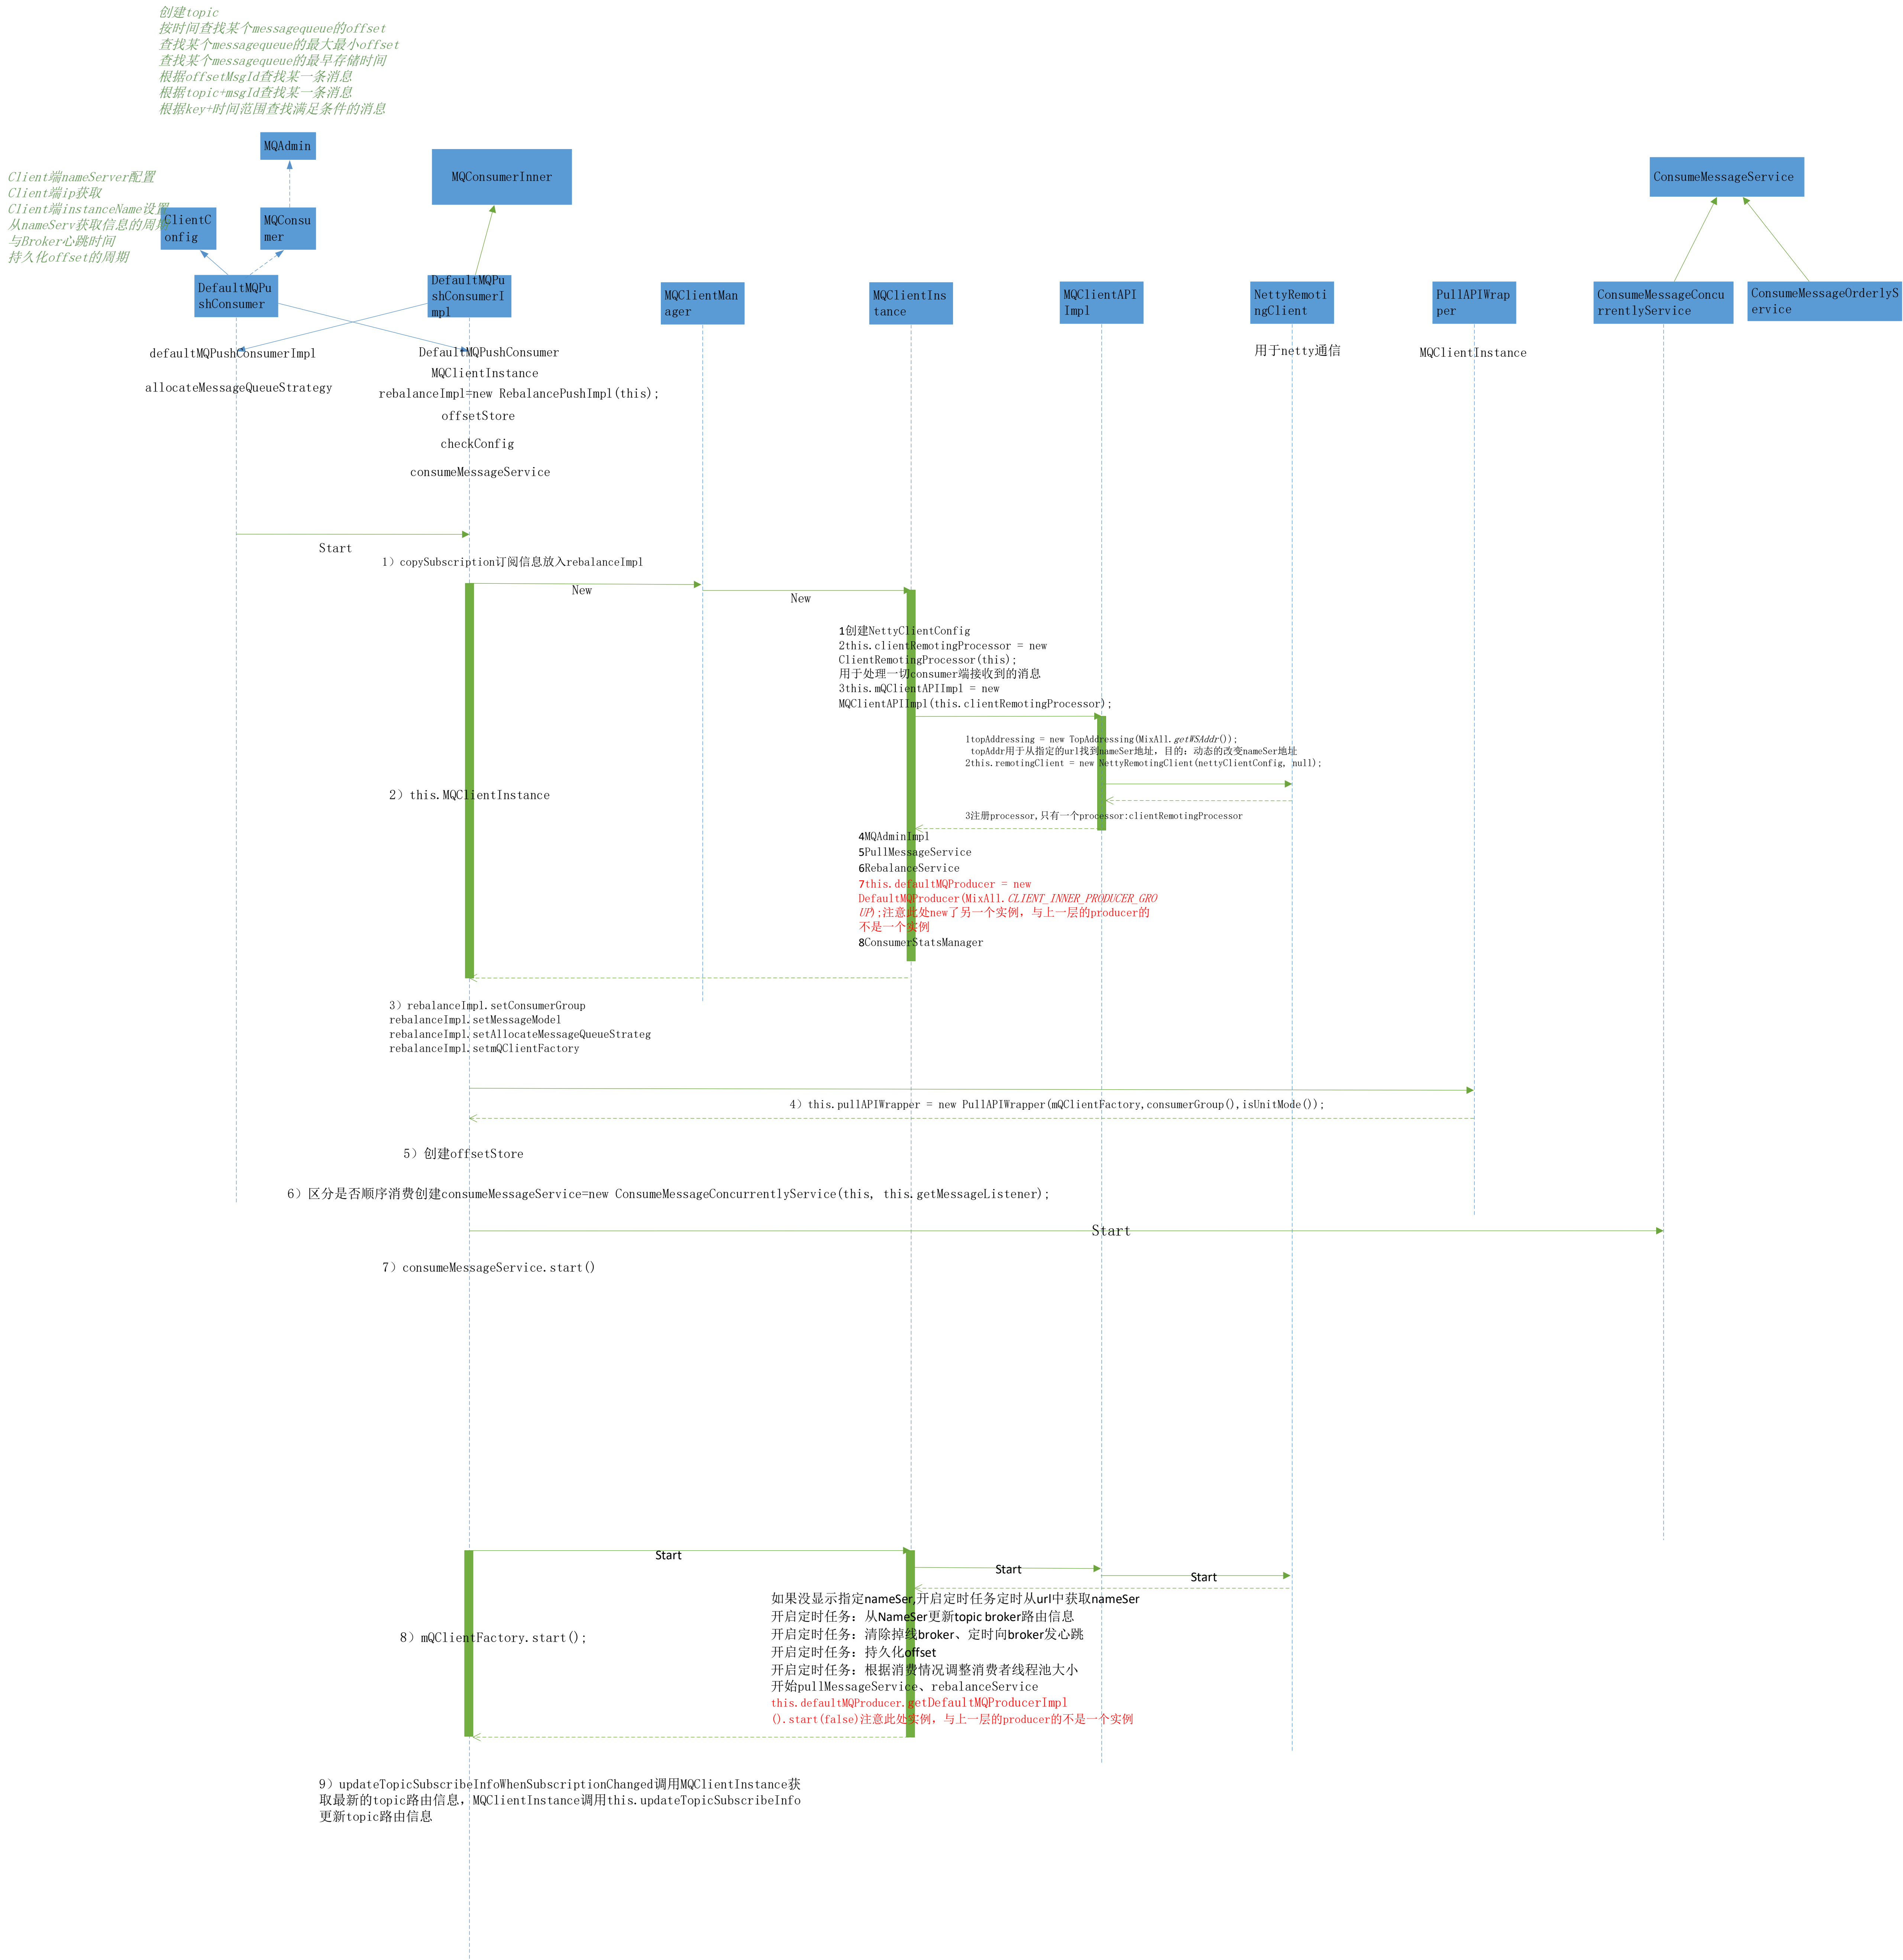 创建topic
按时间查找某个messagequeue的offset
查找某个messagequeue的最大最小offset
查找某个messagequeue的最早存储时间
根据offsetMsgId查找某一条消息
根据topic+msgId查找某一条消息
根据key+时间范围查找满足条件的消息
MQAdmin
MQConsumerInner
ConsumeMessageService
Client端nameServer配置
Client端ip获取
Client端instanceName设置
从nameServ获取信息的周期
与Broker心跳时间
持久化offset的周期
ClientC
onfig
MQConsu
mer
DefaultMQPu
shConsumer
DefaultMQPu
shConsumerI
mpl
MQClientMan
ager
MQClientIns
tance
MQClientAPI
Impl
NettyRemoti
ngClient
PullAPIWrap
per
ConsumeMessageConcu
rrentlyService
ConsumeMessageOrderlyS
ervice
defaultMQPushConsumerImpl
allocateMessageQueueStrategy
DefaultMQPushConsumer
MQClientInstance
rebalanceImpl=new RebalancePushImpl(this);
offsetStore
checkConfig
consumeMessageService
用于netty通信
MQClientInstance
Start
1）copySubscription订阅信息放入rebalanceImpl
New
New
1创建NettyClientConfig
2this.clientRemotingProcessor = new
ClientRemotingProcessor(this);
用于处理一切consumer端接收到的消息
3this.mQClientAPIImpl = new
MQClientAPIImpl(this.clientRemotingProcessor);
1topAddressing = new TopAddressing(MixAll.getWSAddr());
topAddr用于从指定的url找到nameSer地址，目的：动态的改变nameSer地址
2this.remotingClient = new NettyRemotingClient(nettyClientConfig, null);
2）this.MQClientInstance
3注册processor,只有一个processor:clientRemotingProcessor
4MQAdminImpl
5PullMessageService
6RebalanceService
7this.defaultMQProducer = new
DefaultMQProducer(MixAll.CLIENT_INNER_PRODUCER_GRO
UP);注意此处new了另一个实例，与上一层的producer的
不是一个实例
8ConsumerStatsManager
3）rebalanceImpl.setConsumerGroup
rebalanceImpl.setMessageModel
rebalanceImpl.setAllocateMessageQueueStrateg
rebalanceImpl.setmQClientFactory
4）this.pullAPIWrapper = new PullAPIWrapper(mQClientFactory,consumerGroup(),isUnitMode());
5）创建offsetStore
6）区分是否顺序消费创建consumeMessageService=new ConsumeMessageConcurrentlyService(this, this.getMessageListener);
Start
7）consumeMessageService.start()
Start
Start
Start
如果没显示指定nameSer,开启定时任务定时从url中获取nameSer
开启定时任务：从NameSer更新topic broker路由信息
开启定时任务：清除掉线broker、定时向broker发心跳
开启定时任务：持久化offset
开启定时任务：根据消费情况调整消费者线程池大小
开始pullMessageService、rebalanceService
this.defaultMQProducer.getDefaultMQProducerImpl
().start(false)注意此处实例，与上一层的producer的不是一个实例
8）mQClientFactory.start();
9）updateTopicSubscribeInfoWhenSubscriptionChanged调用MQClientInstance获
取最新的topic路由信息，MQClientInstance调用this.updateTopicSubscribeInfo
更新topic路由信息